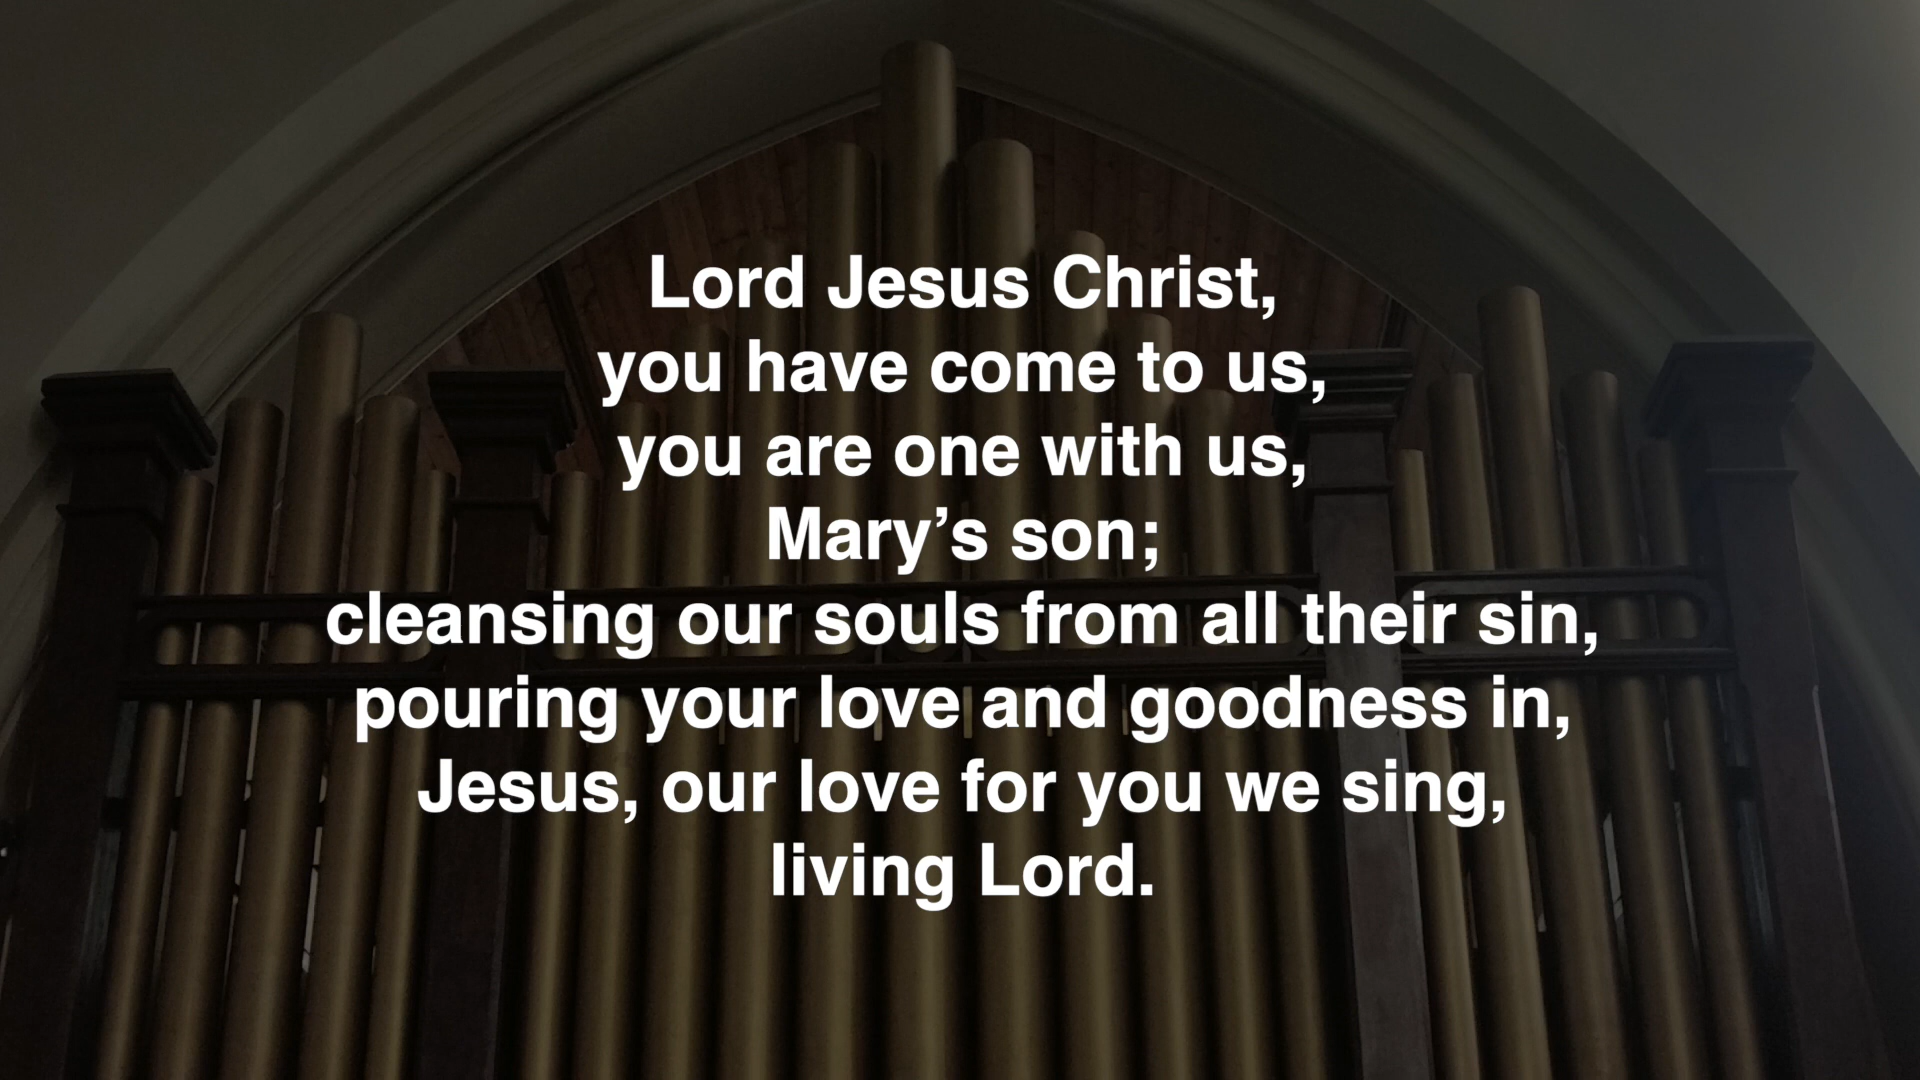 Lord Jesus Christ,
you have come to us,
you are one with us,
Mary’s son;
cleansing our souls from all their sin,
pouring your love and goodness in,
Jesus, our love for you we sing,
living Lord.